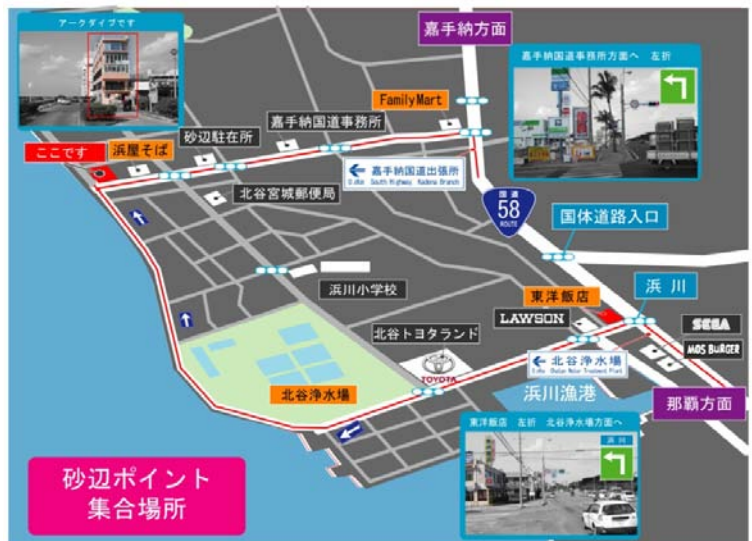 アークダイブです
嘉手納方面
嘉手納国道事務所方面へ 左折
FamilyMart
嘉手納国道事務所
砂辺駐在所
浜屋そば
ここです
嘉手納国道出張所
北谷宮城郵便局
国道
58
ROUTE
国体道路入口
浜川小学校
東洋飯店
浜川
LAWSON
SEGA
MOS BURGER
北谷トヨタランド
TOYOTA
北谷浄水場
北谷浄水場
浜川漁港
那覇方面
東洋飯店 左折 北谷浄水場方面へ
浜川
砂辺ポイント
集合場所